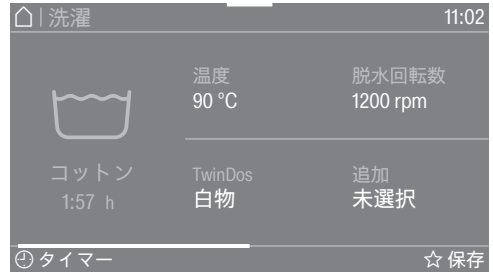 洗濯 11:02
温度 脱水回転数
90 °C 1200 rpm
コットン TwinDos 追加
1:57 h 白物 未選択
タイマー 保存